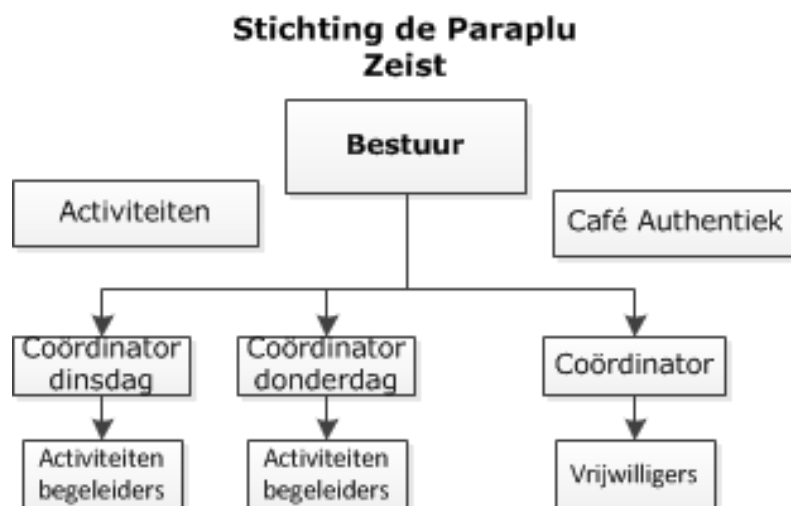 Stichting de Paraplu
Zeist
Bestuur
Activiteiten
Café Authentiek
Coördinator
dinsdag
Coördinator
donderdag
Coördinator
Activiteiten
begeleiders
Activiteiten
begeleiders
Vrijwilligers